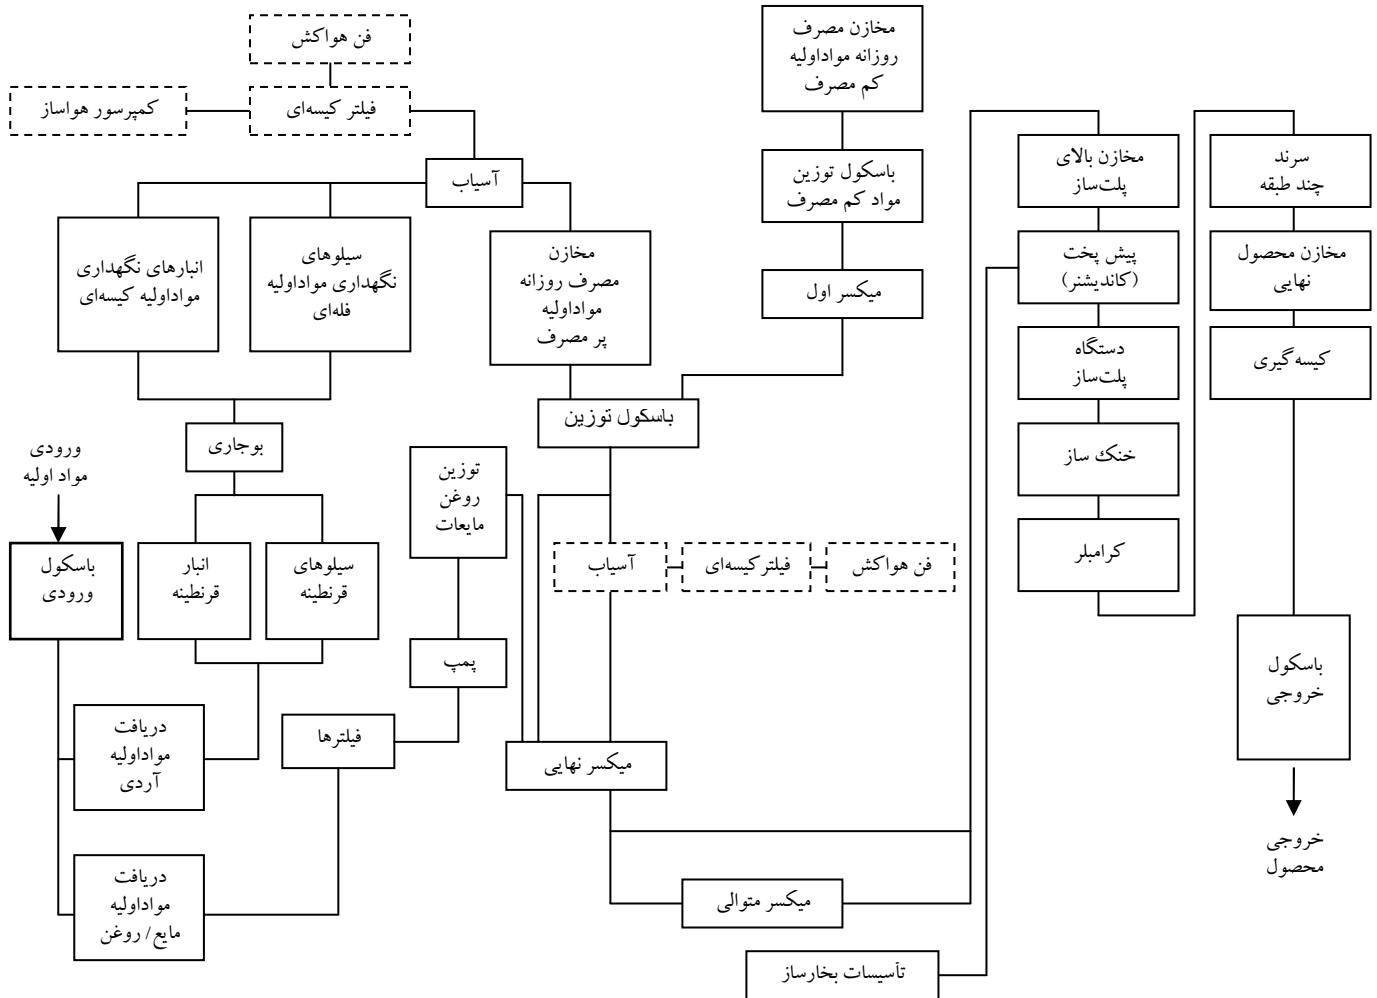 فن هواکش
فیلتر کیسه‌ای
کمپرسور هواساز
آسیاب
انبارهای نگهداری
مواداولیه کیسه‌ای
سیلوهای
نگهداری مواداولیه
فله‌ای
مخازن
مصرف روزانه
مواداولیه
پر مصرف
مخازن مصرف
روزانه مواداولیه
کم مصرف
باسکول توزین
مواد کم مصرف
میکسر اول
باسکول توزین
بوجاری
ورودی
مواد اولیه
باسکول
ورودی
انبار
قرنطینه
سیلوهای
قرنطینه
توزین
روغن
مایعات
آسیاب
فیلترکیسه‌ای
فن هواکش
پمپ
فیلترها
دریافت
مواداولیه
آردی
دریافت
مواداولیه
مایع/ روغن
میکسر نهایی
میکسر متوالی
تأسیسات بخارساز
مخازن بالای
پلت‌ساز
پیش پخت
(کاندیشنر)
دستگاه
پلت‌ساز
خنک ساز
کرامبلر
سرند
چند طبقه
مخازن محصول
نهایی
کیسه‌گیری
باسکول
خروجی
خروجی
محصول